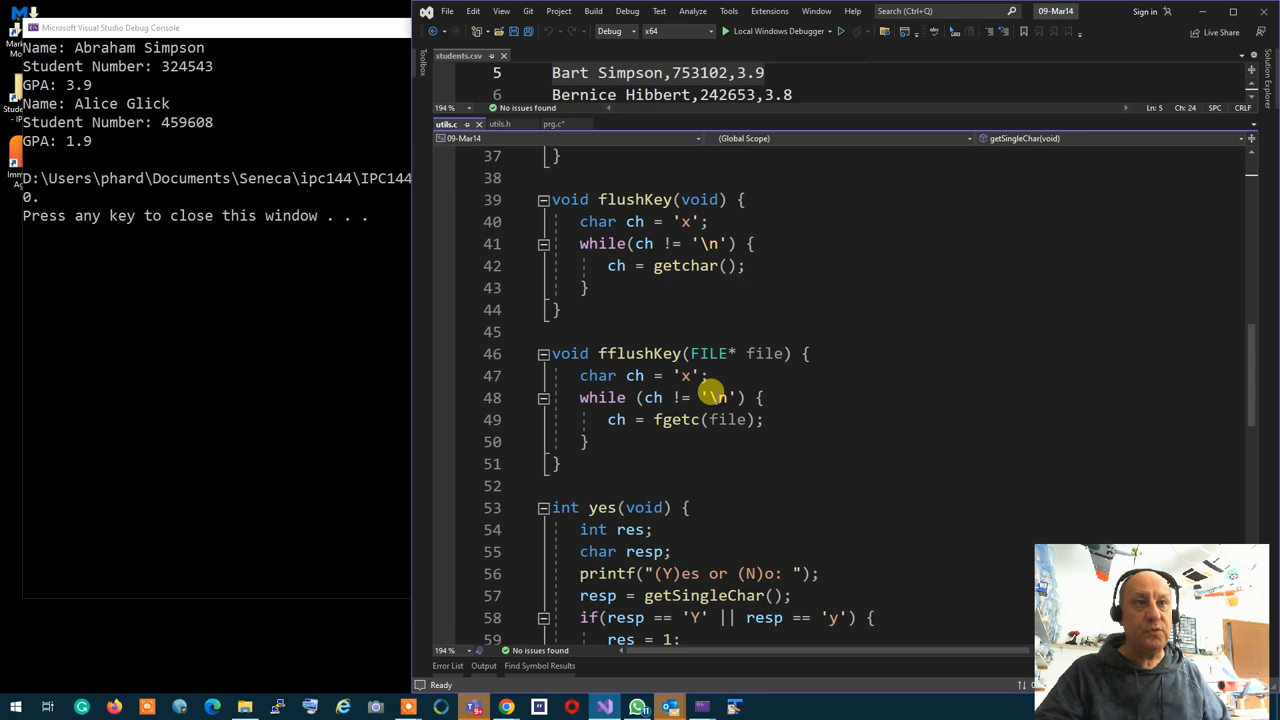 Microsoft Visual Studio Debug Console
Name: Abraham Simpson
Student Number: 324543
GPA: 3.9
Name: Alice Glick
Student Number: 459608
GPA: 1.9
D:\Users\phard\Documents\Seneca\ipc144\IPC144
0.
Press any key to close this window . . .
File Edit View Git Project Build Debug Test Analyze
Tools Extensions Window Help Search (Ctrl+Q) 09-Mar14 Sign in
Debug x64 Local Windows Debugger Live Share
Toolbox
Solution Explorer
students.csv
5 Bart Simpson,753102,3.9
6 Bernice Hibbert,242653,3.8
194 % No issues found Ln: 5 Ch: 24 SPC CRLF
utils.c utils.h prg.c*
09-Mar14 (Global Scope) getSingleChar(void)
37 }
38
39 void flushKey(void) {
40 char ch = 'x';
41 while(ch != '\n') {
42 ch = getchar();
43 }
44 }
45
46 void fflushKey(FILE* file) {
47 char ch = 'x';
48 while (ch != '\n') {
49 ch = fgetc(file);
50 }
51 }
52
53 int yes(void) {
54 int res;
55 char resp;
56 printf("(Y)es or (N)o: ");
57 resp = getSingleChar();
58 if(resp == 'Y' || resp == 'y') {
59 res = 1;
194 % No issues found
Error List Output Find Symbol Results
Ready